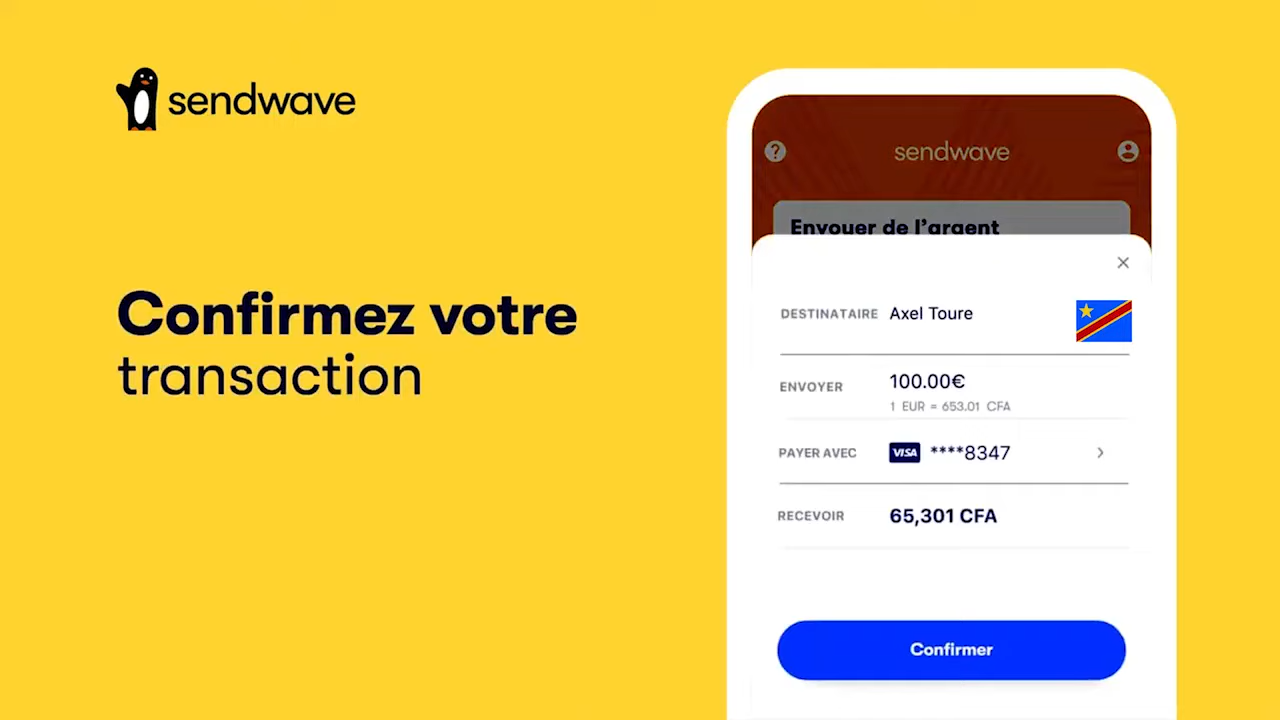 sendwave
Confirmez votre
transaction
?
sendwave
Envoyer de l'argent
DESTINATAIRE Axel Toure
ENVOYER 100.00€
1 EUR = 653.01 CFA
PAYER AVEC VISA ****8347
RECEVOIR 65,301 CFA
Confirmer